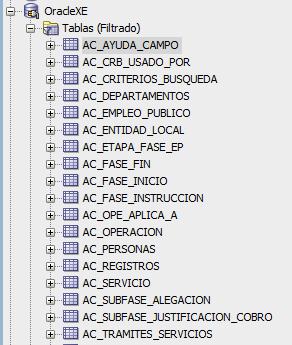 OracleXE
Tablas (Filtrado)
AC_AYUDA_CAMPO
AC_CRB_USADO_POR
AC_CRITERIOS_BUSQUEDA
AC_DEPARTAMENTOS
AC_EMPLEO_PUBLICO
AC_ENTIDAD_LOCAL
AC_ETAPA_FASE_EP
AC_FASE_FIN
AC_FASE_INICIO
AC_FASE_INSTRUCCION
AC_OPE_APLICA_A
AC_OPERACION
AC_PERSONAS
AC_REGISTROS
AC_SERVICIO
AC_SUBFASE_ALEGACION
AC_SUBFASE_JUSTIFICACION_COBRO
AC_TRAMITES_SERVICIOS